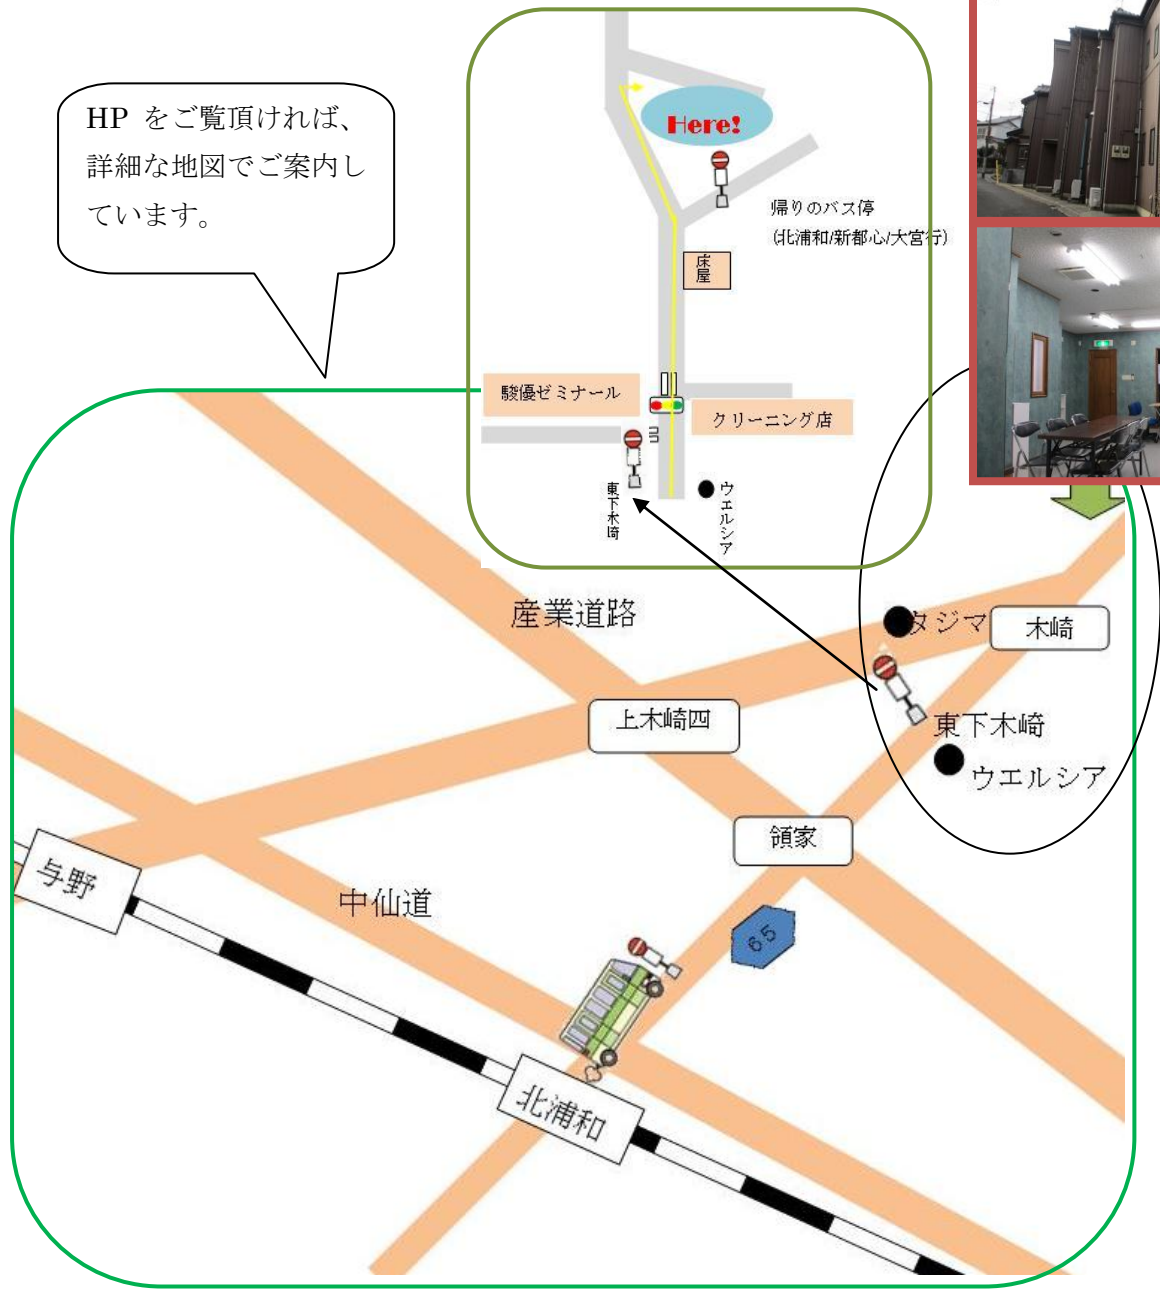 HP をご覧頂ければ、
詳細な地図でご案内し
ています。
Here!
帰りのバス停
(北浦和/新都心/大宮行)
床屋
駿優ゼミナール
クリーニング店
東下木崎
ウェルシア
産業道路
タジマ
木崎
上木崎四
東下木崎
ウエルシア
領家
与野
中仙道
65
北浦和